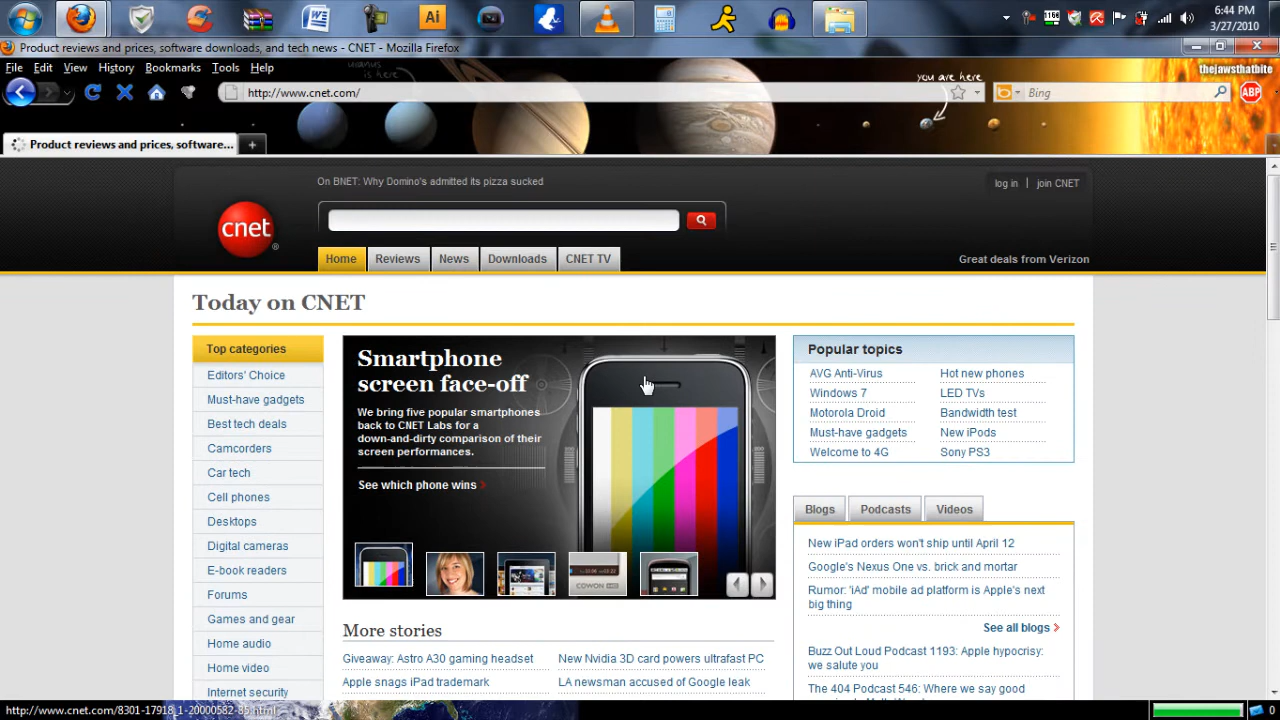 Ai
1166
6:44 PM
3/27/2010
Product reviews and prices, software downloads, and tech news - CNET - Mozilla Firefox
File Edit View History Bookmarks Tools Help
uranus is here
you are here
thejawsthatbite
http://www.cnet.com/
Bing
ABP
Product reviews and prices, software...
On BNET: Why Domino's admitted its pizza sucked
log in | join CNET
cnet
Home Reviews News Downloads CNET TV
Great deals from Verizon
Today on CNET
Top categories
Editors' Choice
Must-have gadgets
Best tech deals
Camcorders
Car tech
Cell phones
Desktops
Digital cameras
E-book readers
Forums
Games and gear
Home audio
Home video
Internet security
Smartphone
screen face-off
We bring five popular smartphones
back to CNET Labs for a
down-and-dirty comparison of their
screen performances.
See which phone wins
COWON
More stories
Giveaway: Astro A30 gaming headset
New Nvidia 3D card powers ultrafast PC
Apple snags iPad trademark
LA newsman accused of Google leak
Popular topics
AVG Anti-Virus Hot new phones
Windows 7 LED TVs
Motorola Droid Bandwidth test
Must-have gadgets New iPods
Welcome to 4G Sony PS3
Blogs Podcasts Videos
New iPad orders won't ship until April 12
Google's Nexus One vs. brick and mortar
Rumor: 'iAd' mobile ad platform is Apple's next
big thing
See all blogs
Buzz Out Loud Podcast 1193: Apple hypocrisy:
we salute you
The 404 Podcast 546: Where we say good
http://www.cnet.com/8301-17918_1-20000582-85.html
0